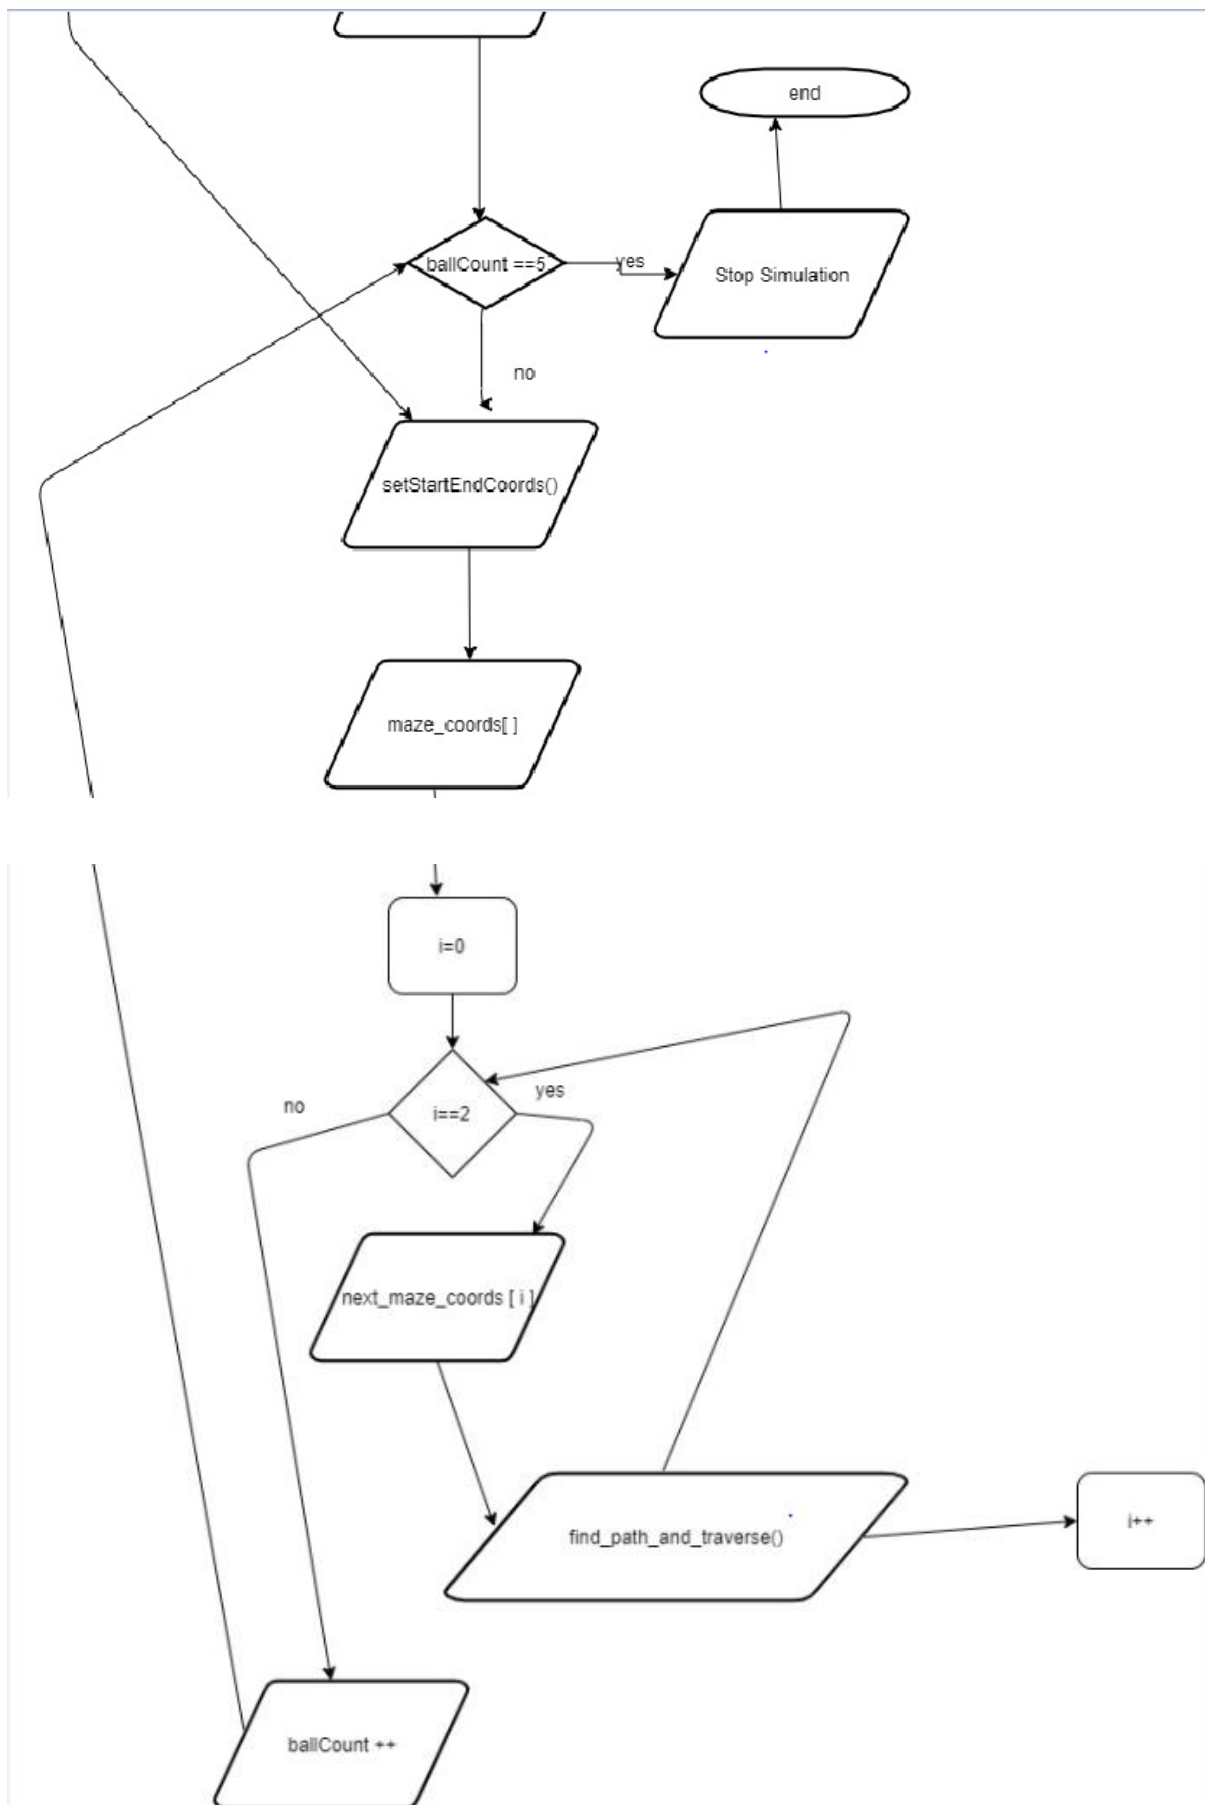 end
ballCount ==5
yes
Stop Simulation
no
setStartEndCoords()
maze_coords[ ]
i=0
yes
no
i==2
next_maze_coords [ i ]
find_path_and_traverse()
i++
ballCount ++